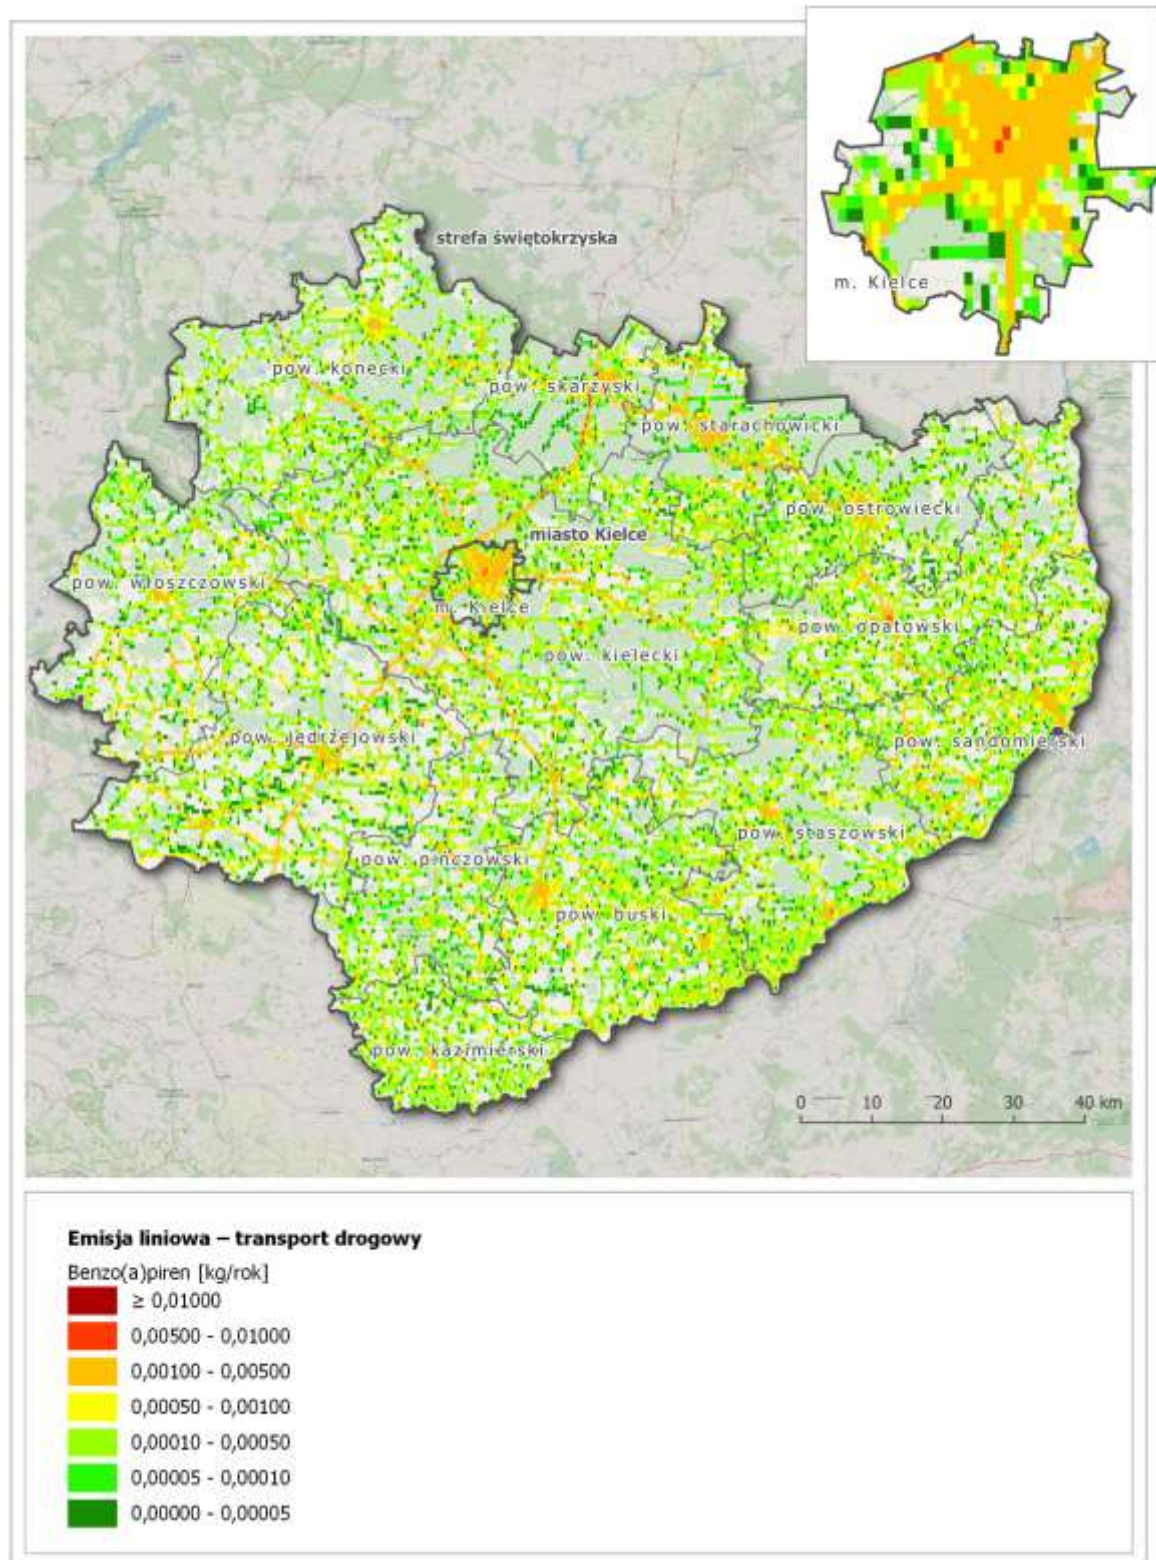 m. Kielce
strefa świętokrzyska
pow. konecki
pow. skarżyski
pow. starachowicki
pow. ostrowiecki
miasto Kielce
pow. włoszczowski
m. Kielce
pow. opatowski
pow. kielecki
pow. jędrzejowski
pow. sandomierski
pow. staszowski
pow. pińczowski
pow. buski
pow. kazimierski
0 10 20 30 40 km
Emisja liniowa – transport drogowy
Benzo(a)piren [kg/rok]
≥ 0,01000
0,00500 - 0,01000
0,00100 - 0,00500
0,00050 - 0,00100
0,00010 - 0,00050
0,00005 - 0,00010
0,00000 - 0,00005